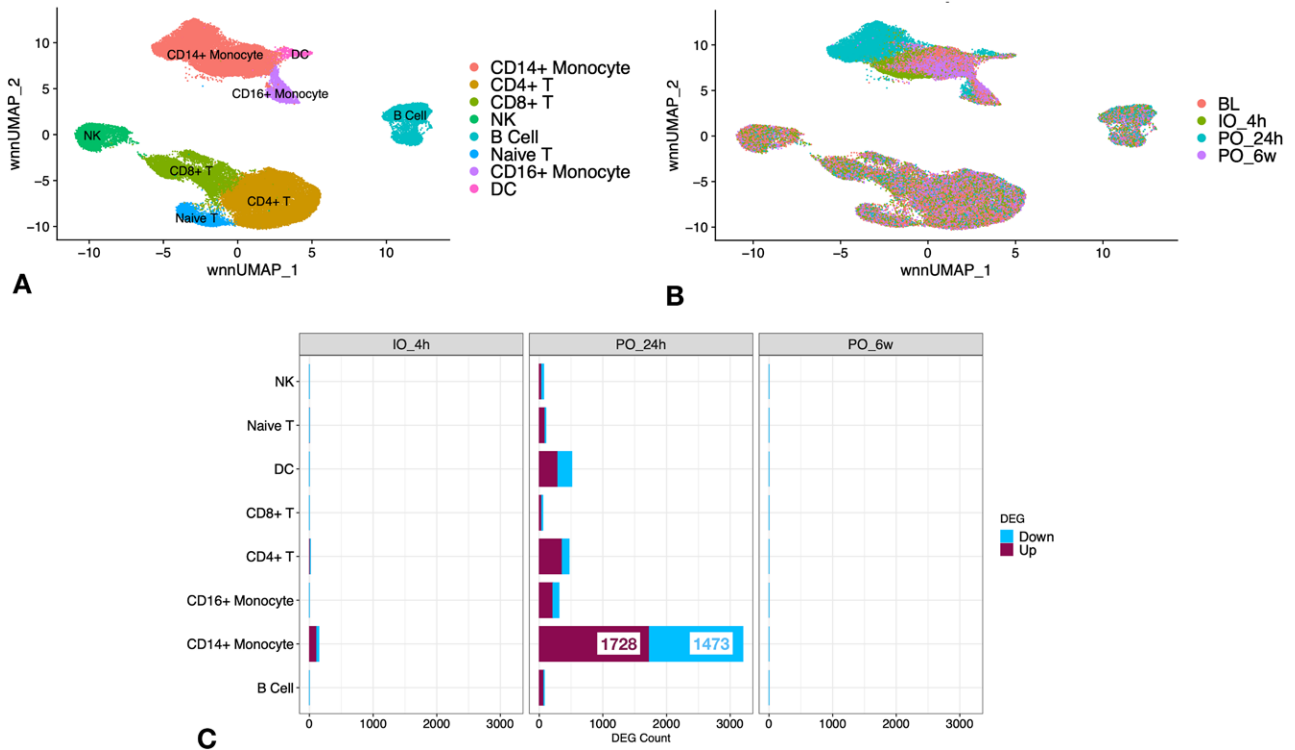 wnnUMAP_2
10
5
0
−5
−10
−10
−5
0
5
10
wnnUMAP_1
CD14+ Monocyte
DC
CD16+ Monocyte
B Cell
NK
CD8+ T
CD4+ T
Naive T
CD14+ Monocyte
CD4+ T
CD8+ T
NK
B Cell
Naive T
CD16+ Monocyte
DC
A
wnnUMAP_2
10
5
0
−5
−10
−10
−5
0
5
10
wnnUMAP_1
BL
IO_4h
PO_24h
PO_6w
B
IO_4h
PO_24h
PO_6w
NK
Naive T
DC
CD8+ T
CD4+ T
CD16+ Monocyte
CD14+ Monocyte
B Cell
1728
1473
0
1000
2000
3000
0
1000
2000
3000
0
1000
2000
3000
DEG Count
DEG
Down
Up
C